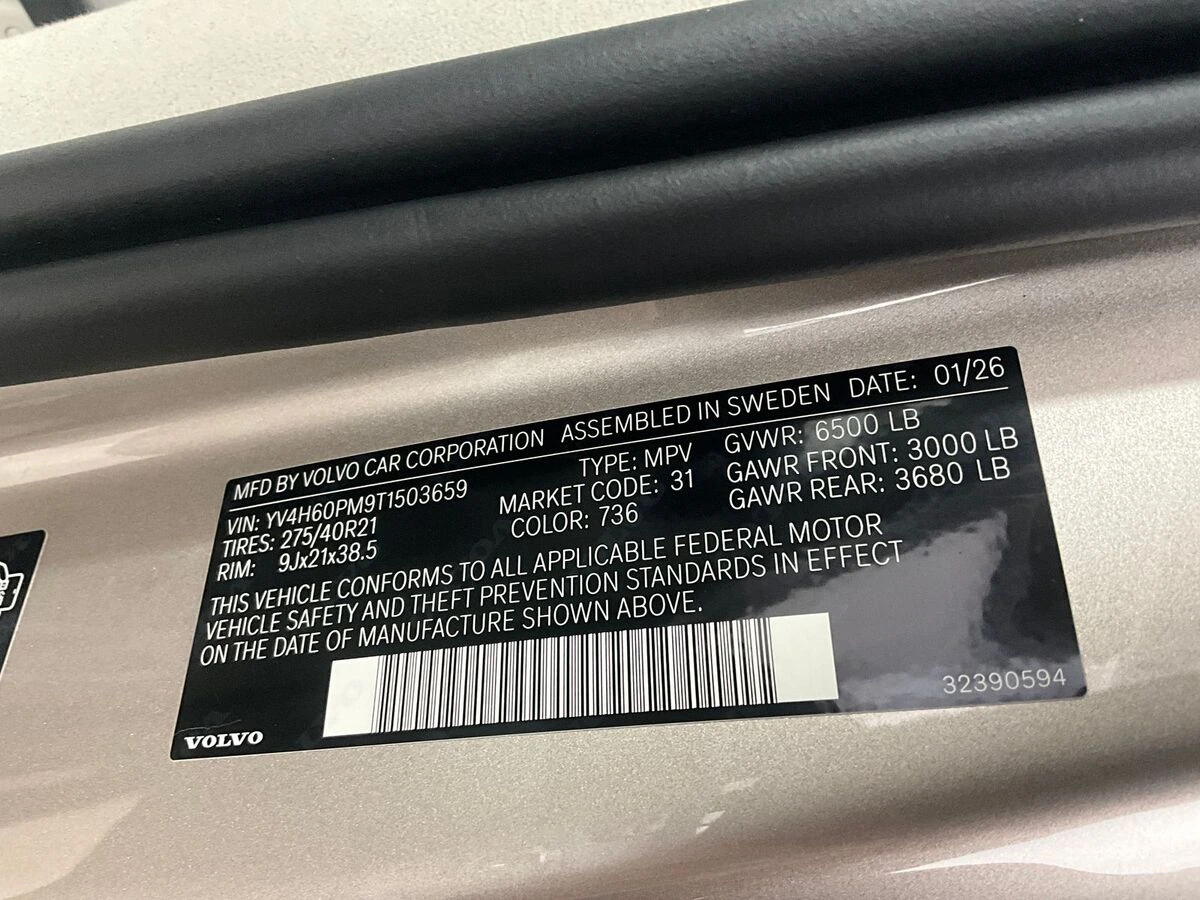 MFD BY VOLVO CAR CORPORATION ASSEMBLED IN SWEDEN DATE: 01/26
VIN: YV4H60PM9T1503659 TYPE: MPV GVWR: 6500 LB
TIRES: 275/40R21 MARKET CODE: 31 GAWR FRONT: 3000 LB
RIM: 9Jx21x38.5 COLOR: 736 GAWR REAR: 3680 LB
THIS VEHICLE CONFORMS TO ALL APPLICABLE FEDERAL MOTOR
VEHICLE SAFETY AND THEFT PREVENTION STANDARDS IN EFFECT
ON THE DATE OF MANUFACTURE SHOWN ABOVE.
VOLVO 32390594